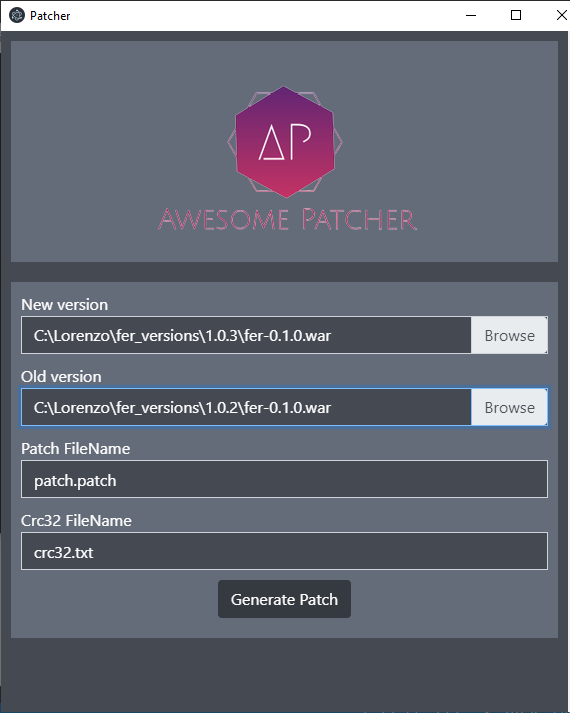 Patcher
AP
Awesome Patcher
New version
C:\Lorenzo\fer_versions\1.0.3\fer-0.1.0.war
Browse
Old version
C:\Lorenzo\fer_versions\1.0.2\fer-0.1.0.war
Browse
Patch FileName
patch.patch
Crc32 FileName
crc32.txt
Generate Patch